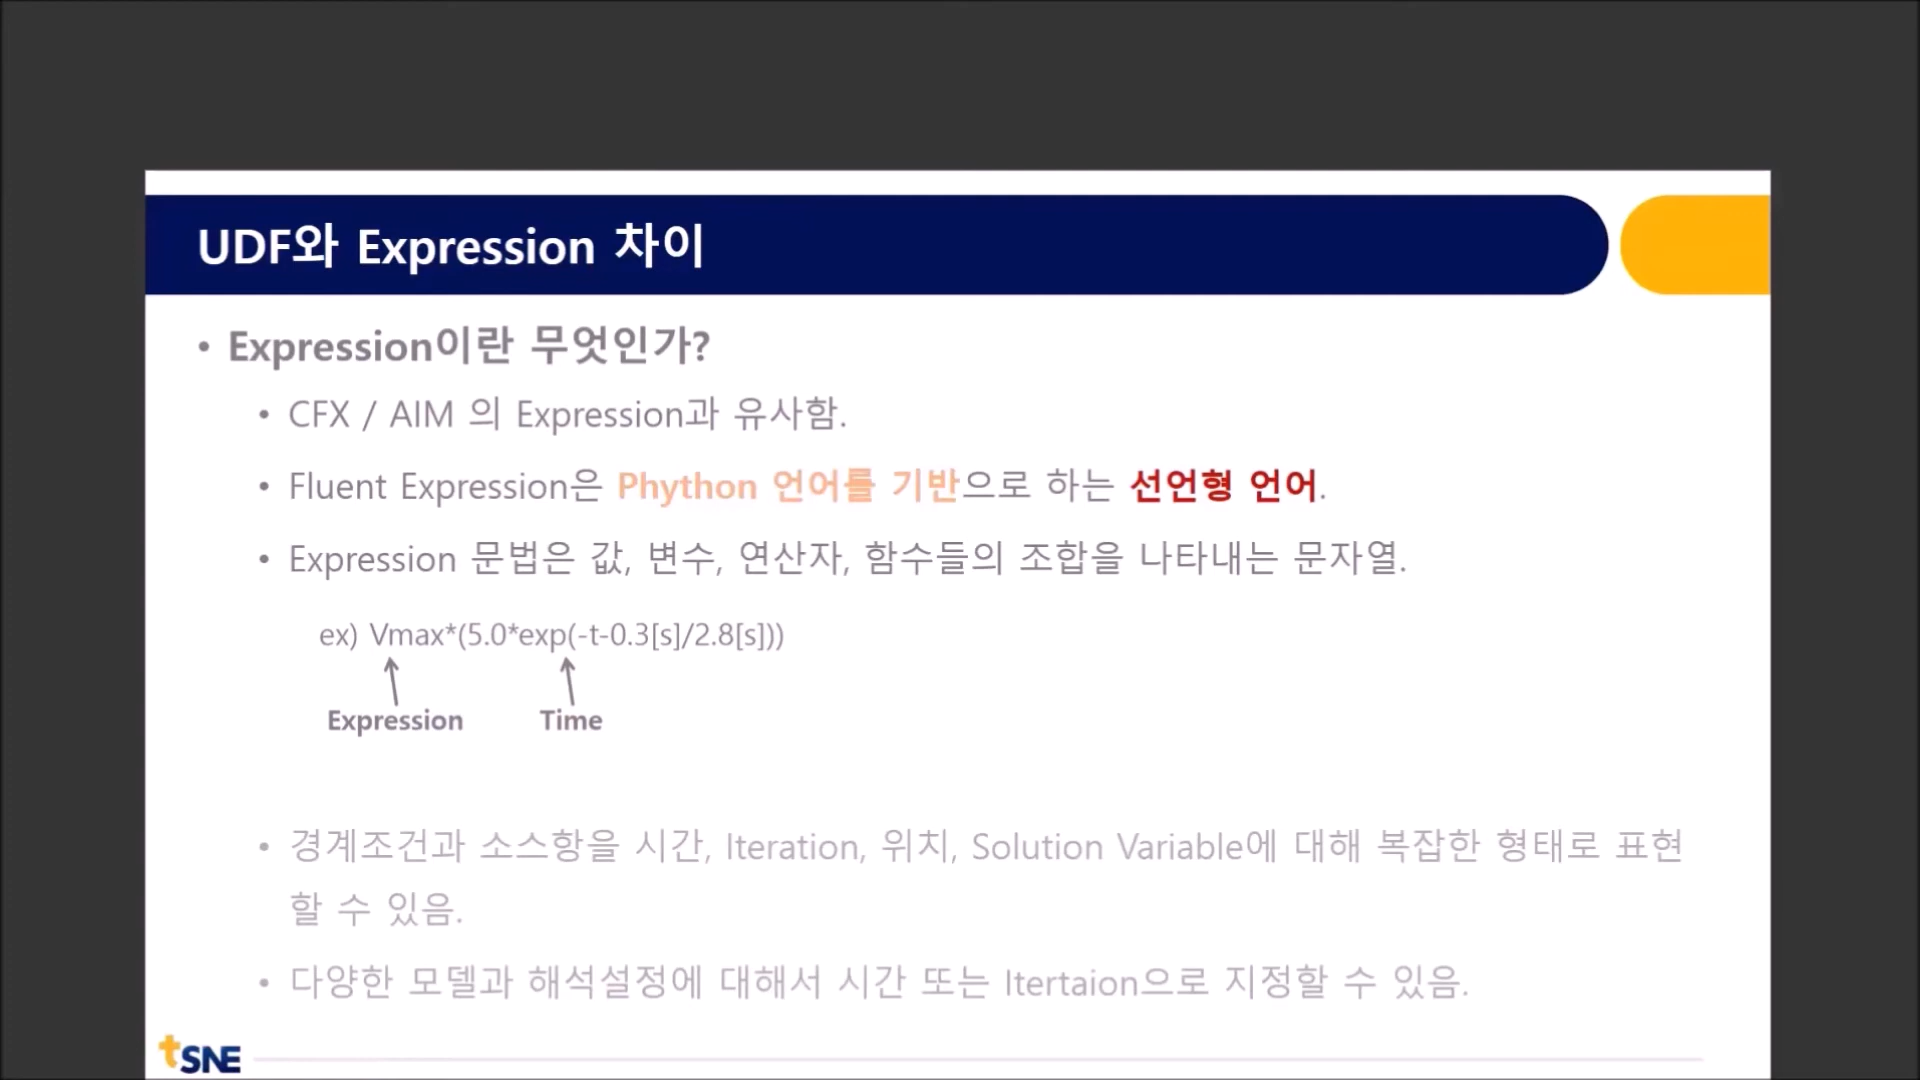 UDF와 Expression 차이
• Expression이란 무엇인가?
• CFX / AIM 의 Expression과 유사함.
• Fluent Expression은 Phython 언어를 기반으로 하는 선언형 언어.
• Expression 문법은 값, 변수, 연산자, 함수들의 조합을 나타내는 문자열.
ex) Vmax*(5.0*exp(-t-0.3[s]/2.8[s]))
Expression Time
• 경계조건과 소스항을 시간, Iteration, 위치, Solution Variable에 대해 복잡한 형태로 표현
할 수 있음.
• 다양한 모델과 해석설정에 대해서 시간 또는 Itertaion으로 지정할 수 있음.
tSNE